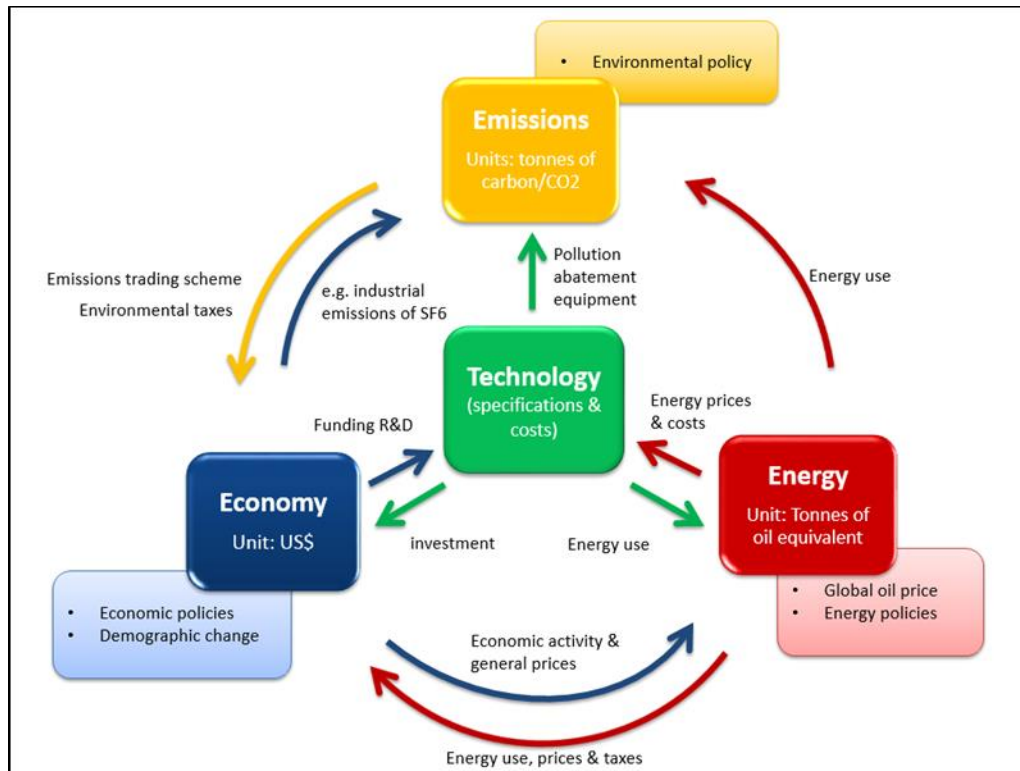 • Environmental policy
Emissions
Units: tonnes of
carbon/CO2
Emissions trading scheme
Environmental taxes
e.g. industrial
emissions of SF6
Pollution
abatement
equipment
Energy use
Technology
(specifications &
costs)
Funding R&D
Energy prices
& costs
Economy
Unit: US$
investment
Energy use
Energy
Unit: Tonnes of
oil equivalent
• Economic policies
• Demographic change
• Global oil price
• Energy policies
Economic activity &
general prices
Energy use, prices & taxes